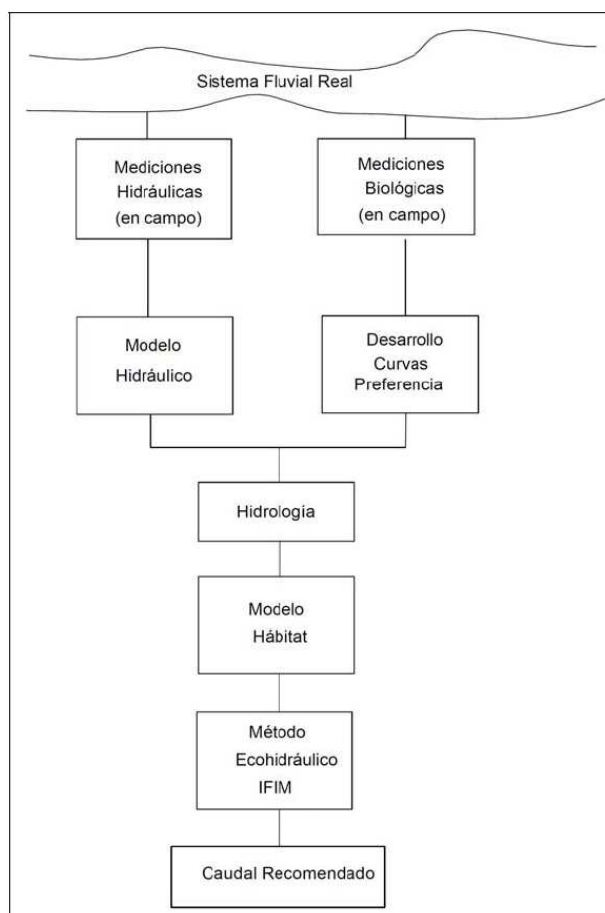 Sistema Fluvial Real
Mediciones
Hidráulicas
(en campo)
Mediciones
Biológicas
(en campo)
Modelo
Hidráulico
Desarrollo
Curvas
Preferencia
Hidrología
Modelo
Hábitat
Método
Ecohidráulico
IFIM
Caudal Recomendado